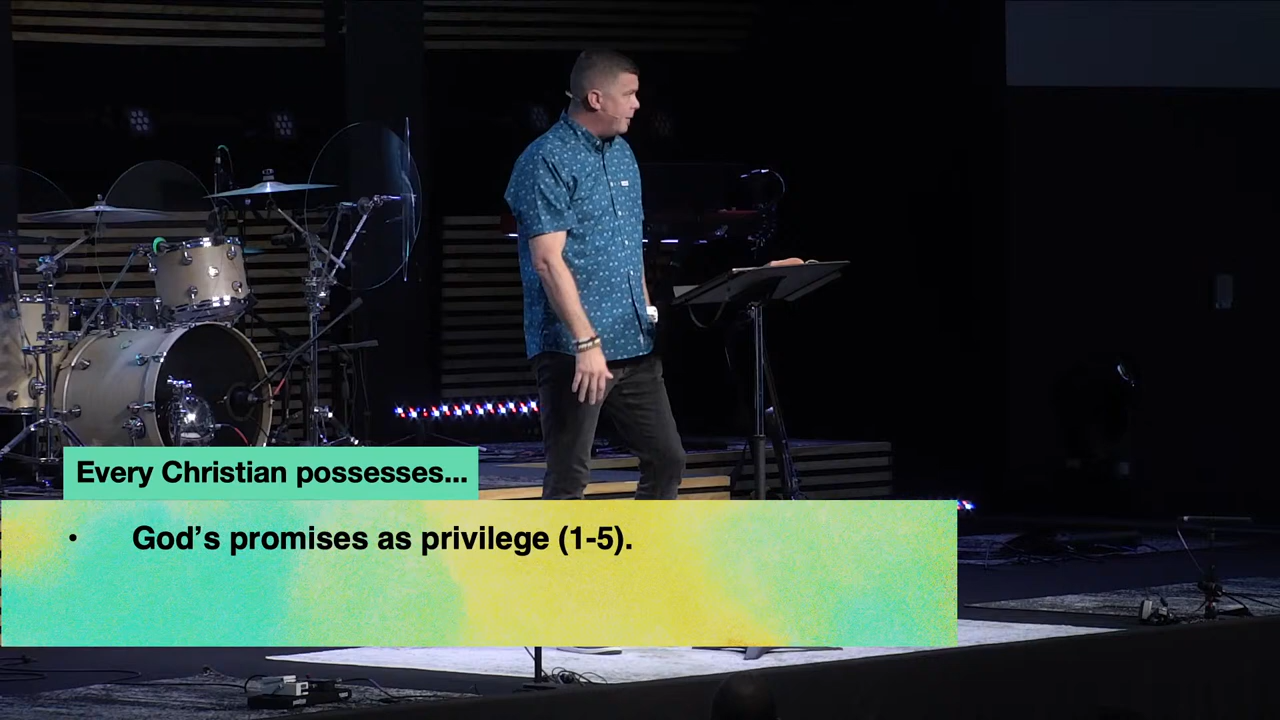 Every Christian possesses...
• God's promises as privilege (1-5).